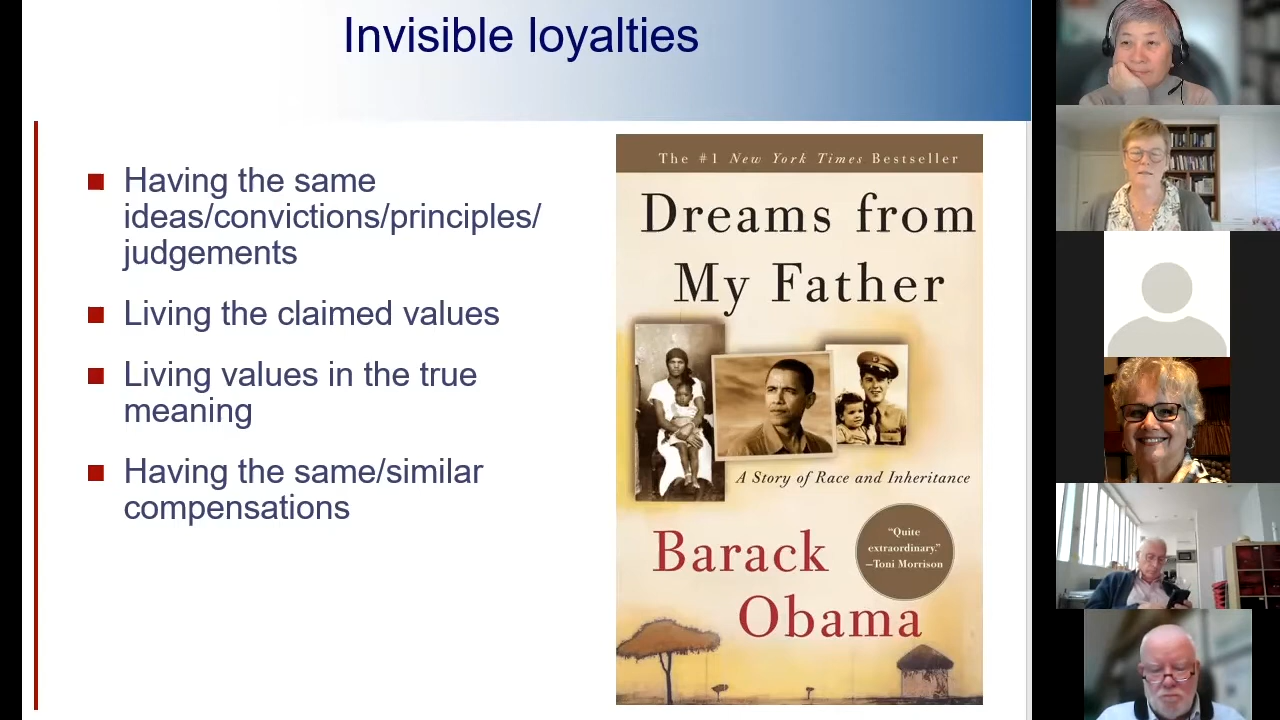 Invisible loyalties
Having the same
ideas/convictions/principles/
judgements
Living the claimed values
Living values in the true
meaning
Having the same/similar
compensations
The #1 New York Times Bestseller
Dreams from
My Father
A Story of Race and Inheritance
"Quite
extraordinary."
—Toni Morrison
Barack
Obama